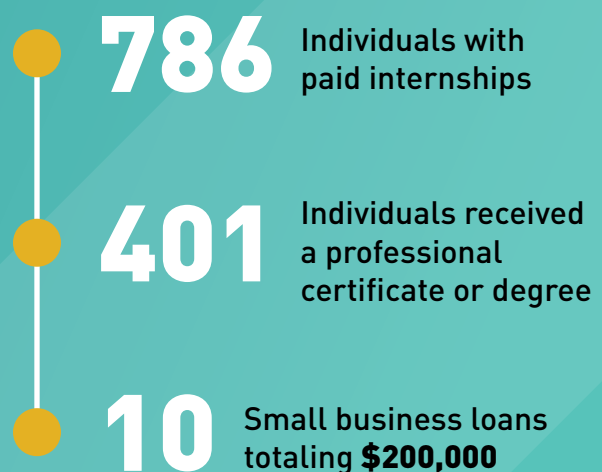 786
Individuals with
paid internships
401
Individuals received
a professional
certificate or degree
10
Small business loans
totaling $200,000